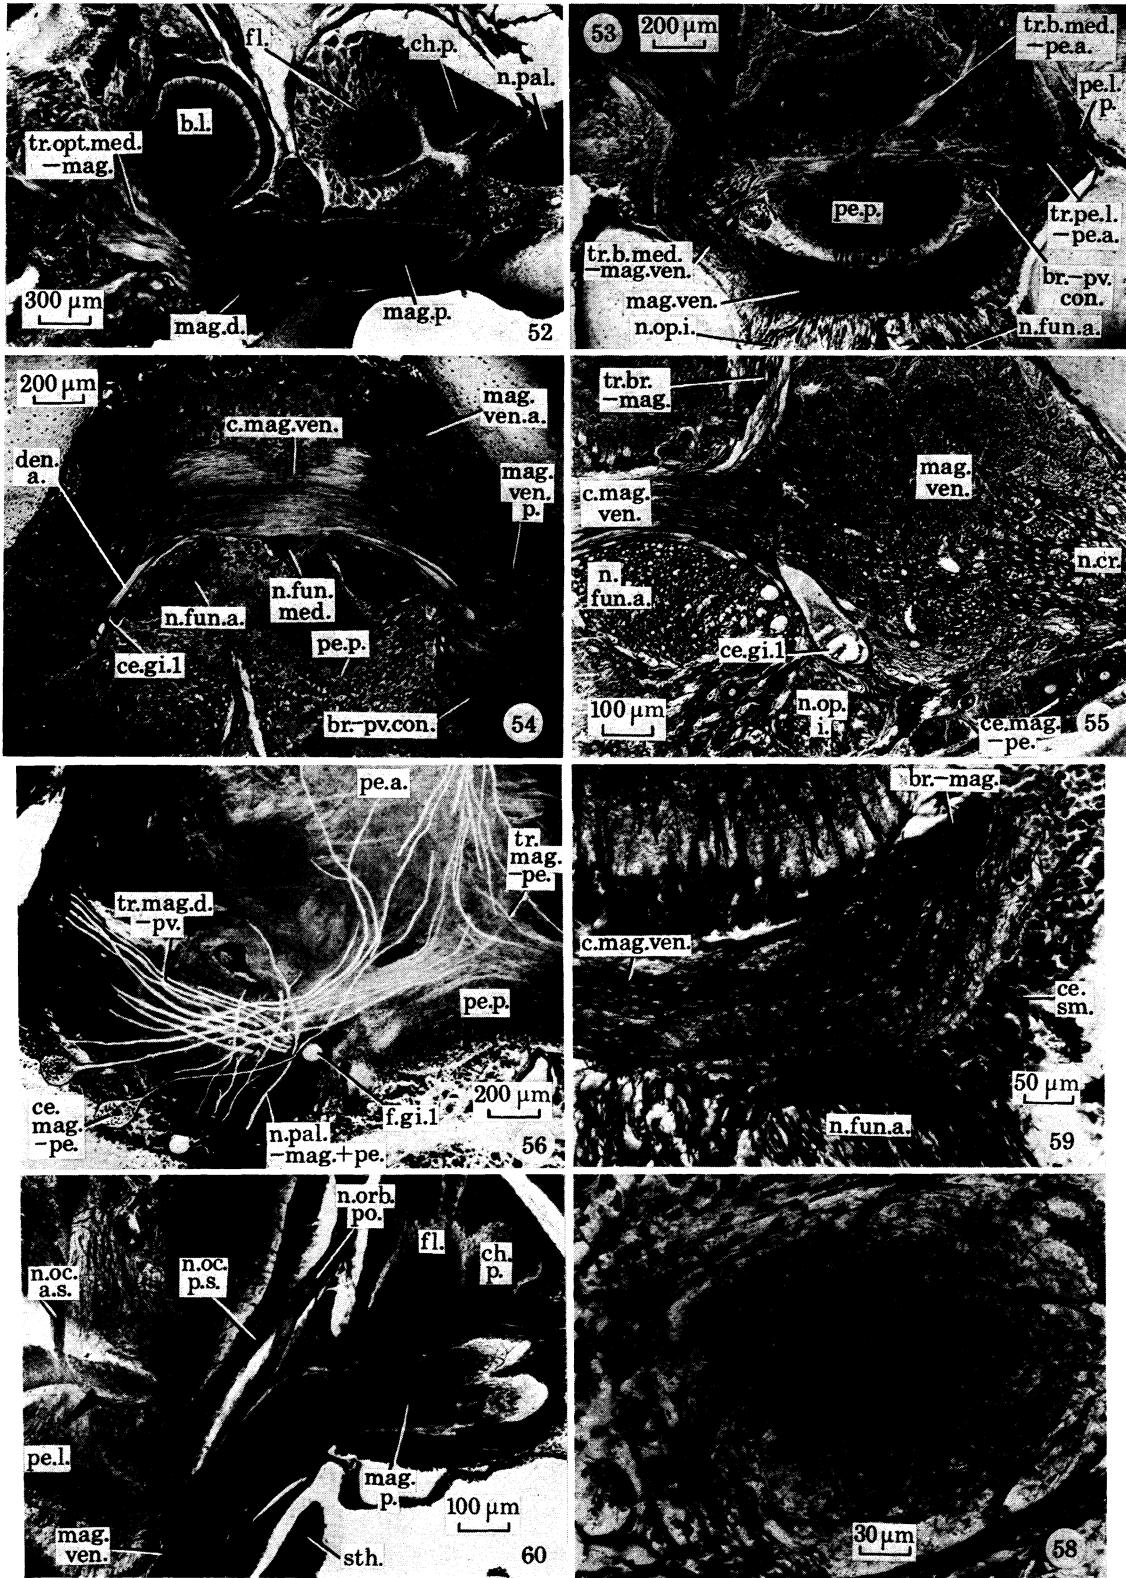 fl.
ch.p.
n.pal.
b.l.
tr.opt.med.
–mag.
300 µm
mag.d.
mag.p.
52
53
200 µm
tr.b.med.
–pe.a.
pe.l.
p.
pe.p.
tr.pe.l.
–pe.a.
tr.b.med.
–mag.ven.
br.–pv.
con.
mag.ven.
n.op.i.
n.fun.a.
200 µm
c.mag.ven.
mag.
ven.a.
den.
a.
mag.
ven.
p.
n.fun.
med.
n.fun.a.
pe.p.
ce.gi.1
br.–pv.con.
54
tr.br.
–mag.
mag.
ven.
c.mag.
ven.
n.cr.
n.
fun.a.
ce.gi.1
100 µm
n.op.
i.
ce.mag.
–pe.
55
pe.a.
tr.
mag.
–pe.
tr.mag.d.
–pv.
pe.p.
ce.
mag.
–pe.
n.pal.
–mag.+pe.
f.gi.1
200 µm
56
br.–mag.
c.mag.ven.
ce.
sm.
50 µm
n.fun.a.
59
n.orb.
po.
fl.
ch.
p.
n.oc.
a.s.
n.oc.
p.s.
pe.l.
mag.
p.
100 µm
mag.
ven.
sth.
60
30 µm
58